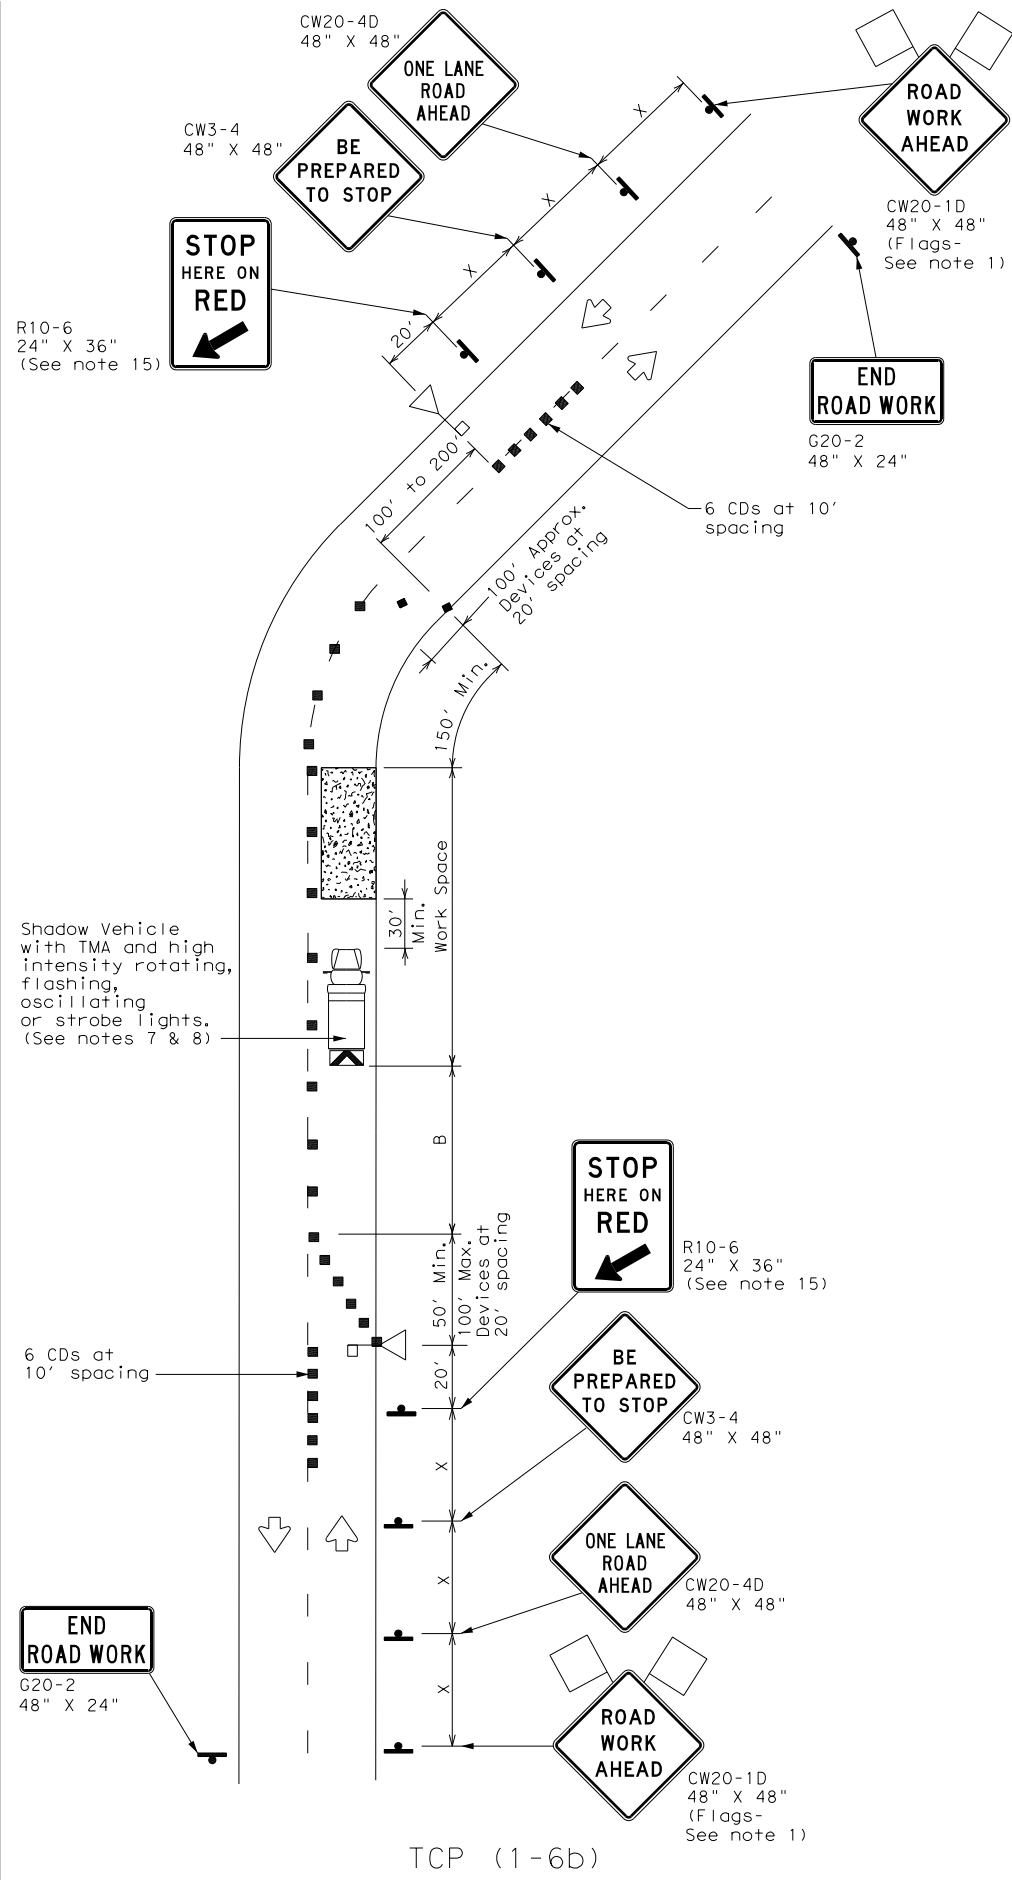 CW20-4D
48" X 48"
ONE LANE
ROAD
AHEAD
ROAD
WORK
AHEAD
CW20-1D
48" X 48"
(Flags-
See note 1)
CW3-4
48" X 48"
BE
PREPARED
TO STOP
X
X
X
20'
STOP
HERE ON
RED
R10-6
24" X 36"
(See note 15)
END
ROAD WORK
G20-2
48" X 24"
100' to 200'
6 CDs at 10'
spacing
100' Approx.
Devices at
20' spacing
150' Min.
Work Space
30'
Min.
Shadow Vehicle
with TMA and high
intensity rotating,
flashing,
oscillating
or strobe lights.
(See notes 7 & 8)
B
50' Min.
100' Max.
Devices at
20' spacing
STOP
HERE ON
RED
R10-6
24" X 36"
(See note 15)
6 CDs at
10' spacing
20'
BE
PREPARED
TO STOP
CW3-4
48" X 48"
X
ONE LANE
ROAD
AHEAD
CW20-4D
48" X 48"
X
END
ROAD WORK
G20-2
48" X 24"
X
ROAD
WORK
AHEAD
CW20-1D
48" X 48"
(Flags-
See note 1)
TCP (1-6b)